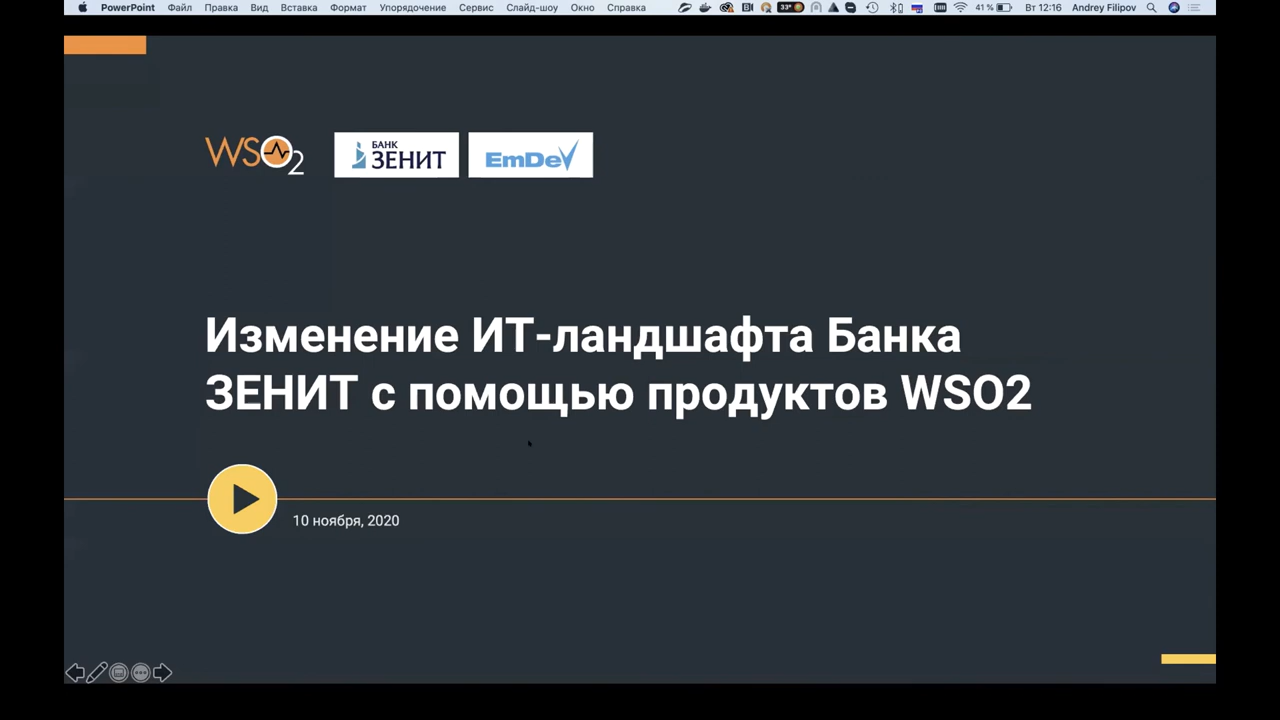 PowerPoint Файл Правка Вид Вставка Формат Упорядочение Сервис Слайд-шоу Окно Справка 33° 41 % Вт 12:16 Andrey Filipov
WSO2 БАНК ЗЕНИТ EmDev
Изменение ИТ-ландшафта Банка
ЗЕНИТ с помощью продуктов WSO2
10 ноября, 2020